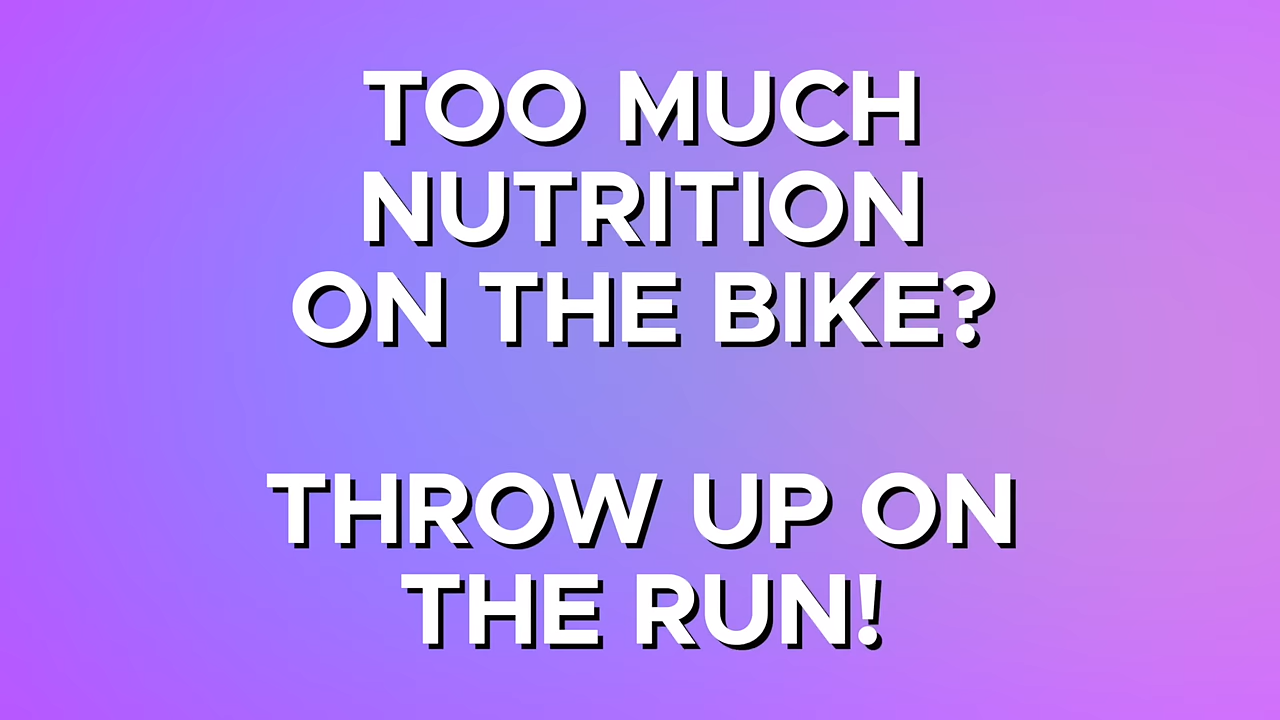 TOO MUCH
NUTRITION
ON THE BIKE?
THROW UP ON
THE RUN!